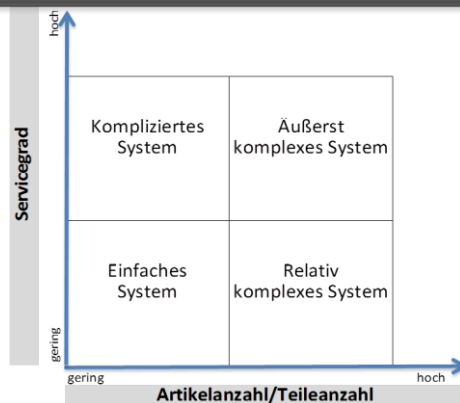 hoch
Servicegrad
gering
Kompliziertes
System
Äußerst
komplexes System
Einfaches
System
Relativ
komplexes System
gering
hoch
Artikelanzahl/Teileanzahl